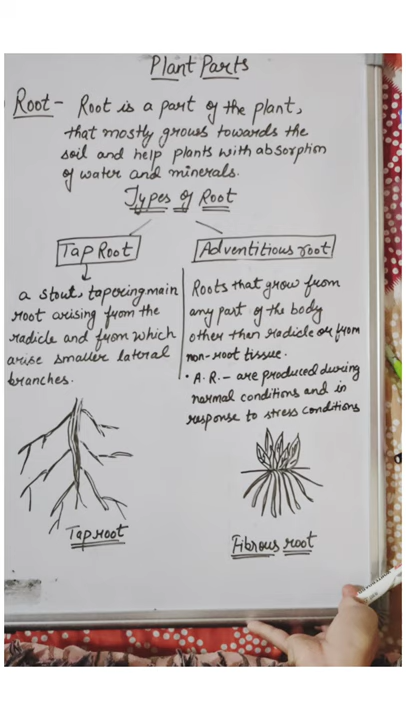 Plant Parts
Root - Root is a part of the plant,
that mostly grows towards the
soil and help plants with absorption
of water and minerals.
Types of Root
Tap Root
a stout, tapering main
root arising from the
radicle and from which
arise smaller lateral
branches.
Adventitious root
Roots that grow from
any part of the body
other than radicle or from
non-root tissue.
• A.R. - are produced during
normal conditions and in
response to stress conditions
Tap root
Fibrous root